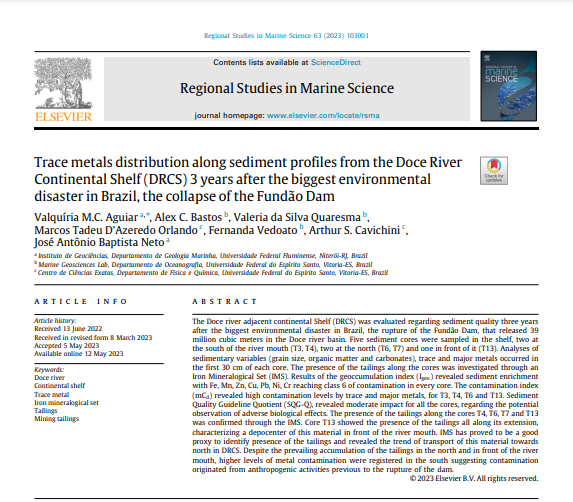 Regional Studies in Marine Science 63 (2023) 103001
Contents lists available at ScienceDirect
Regional Studies in Marine Science
journal homepage: www.elsevier.com/locate/rsma
ELSEVIER
marine
SCIENCE
Check for
updates
Trace metals distribution along sediment profiles from the Doce River
Continental Shelf (DRCS) 3 years after the biggest environmental
disaster in Brazil, the collapse of the Fundão Dam
Valquíria M.C. Aguiar a,*, Alex C. Bastos b, Valeria da Silva Quaresma b,
Marcos Tadeu D'Azeredo Orlando c, Fernanda Vedoato b, Arthur S. Cavichini c,
José Antônio Baptista Neto a
a Instituto de Geociências, Departamento de Geologia Marinha, Universidade Federal Fluminense, Niterói-RJ, Brazil
b Marine Geosciences Lab, Departamento de Oceanografia, Universidade Federal do Espírito Santo, Vitoria-ES, Brazil
c Centro de Ciências Exatas, Departamento de Física e Química, Universidade Federal do Espírito Santo, Vitoria-ES, Brazil
ARTICLE INFO
Article history:
Received 13 June 2022
Received in revised form 8 March 2023
Accepted 5 May 2023
Available online 12 May 2023
Keywords:
Doce river
Continental shelf
Trace metal
Iron mineralogical set
Tailings
Mining tailings
ABSTRACT
The Doce river adjacent continental Shelf (DRCS) was evaluated regarding sediment quality three years
after the biggest environmental disaster in Brazil, the rupture of the Fundão Dam, that released 39
million cubic meters in the Doce River basin. Five sediment cores were sampled in the shelf, two at
the south of the river mouth (T3, T4), two at the north (T6, T7) and one in front of it (T13). Analyses of
sedimentary variables (grain size, organic matter and carbonates), trace and major metals occurred in
the first 30 cm of each core. The presence of the tailings along the cores was investigated through an
Iron Mineralogical Set (IMS). Results of the geocumulation index (Igeo) revealed sediment enrichment
with Fe, Mn, Zn, Cu, Pb, Ni, Cr reaching class 6 of contamination in every core. The contamination index
(mCd) revealed high contamination levels by trace and major metals, for T3, T4, T6 and T13. Sediment
Quality Guideline Quotient (SQG-Q), revealed moderate impact for all the cores, regarding the potential
observation of adverse biological effects. The presence of the tailings along the cores T4, T6, T7 and T13
was confirmed through the IMS. Core T13 showed the presence of the tailings all along its extension,
characterizing a depocenter of this material in front of the river mouth. IMS has proved to be a good
proxy to identify presence of the tailings and revealed the trend of transport of this material towards
north in DRCS. Despite the prevailing accumulation of the tailings in the north and in front of the river
mouth, higher levels of metal contamination were registered in the south suggesting contamination
originated from anthropogenic activities previous to the rupture of the dam.
© 2023 Elsevier B.V. All rights reserved.